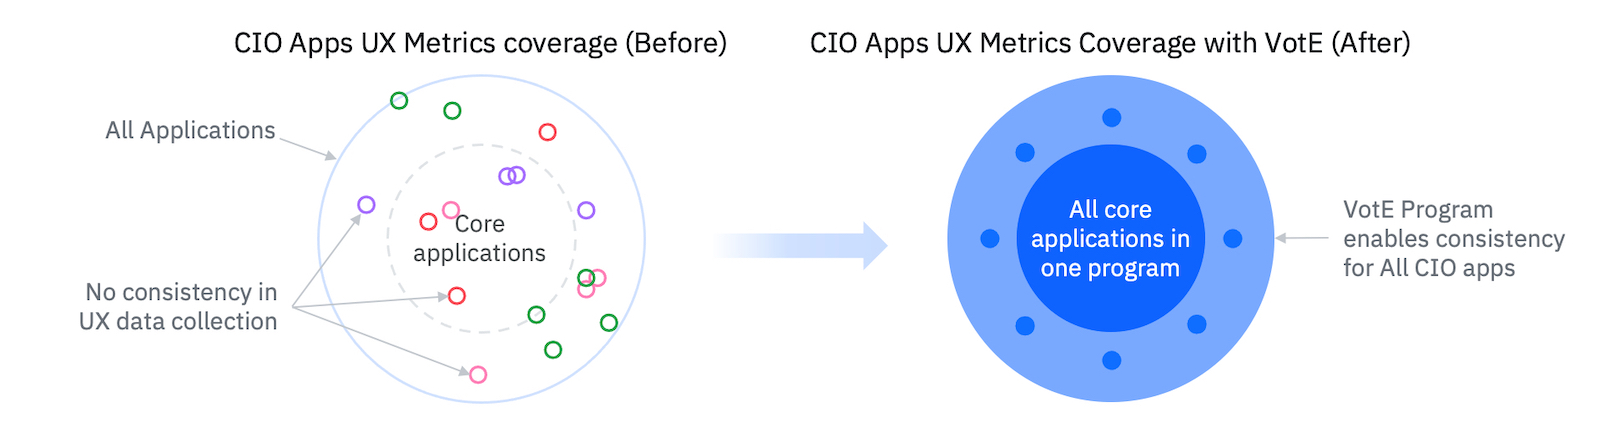 CIO Apps UX Metrics coverage (Before)
All Applications
Core
applications
No consistency in
UX data collection
CIO Apps UX Metrics Coverage with VotE (After)
All core
applications in
one program
VotE Program
enables consistency
for All CIO apps